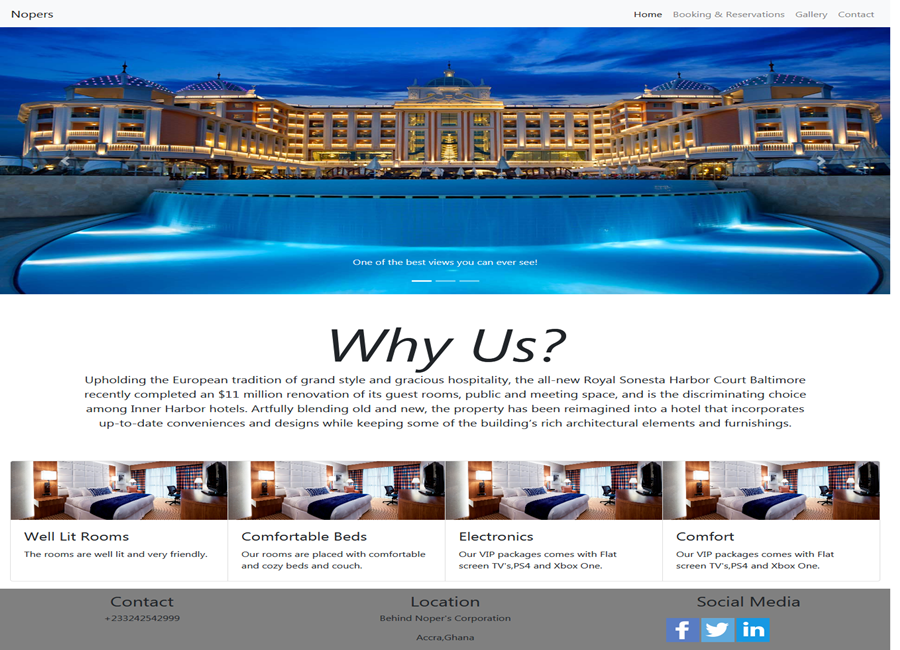 Nopers
Home Booking & Reservations Gallery Contact
One of the best views you can ever see!
Why Us?
Upholding the European tradition of grand style and gracious hospitality, the all-new Royal Sonesta Harbor Court Baltimore
recently completed an $11 million renovation of its guest rooms, public and meeting space, and is the discriminating choice
among Inner Harbor hotels. Artfully blending old and new, the property has been reimagined into a hotel that incorporates
up-to-date conveniences and designs while keeping some of the building's rich architectural elements and furnishings.
Well Lit Rooms
The rooms are well lit and very friendly.
Comfortable Beds
Our rooms are placed with comfortable
and cozy beds and couch.
Electronics
Our VIP packages comes with Flat
screen TV's,PS4 and Xbox One.
Comfort
Our VIP packages comes with Flat
screen TV's,PS4 and Xbox One.
Contact
+233242542999
Location
Behind Noper's Corporation
Accra,Ghana
Social Media
f
in